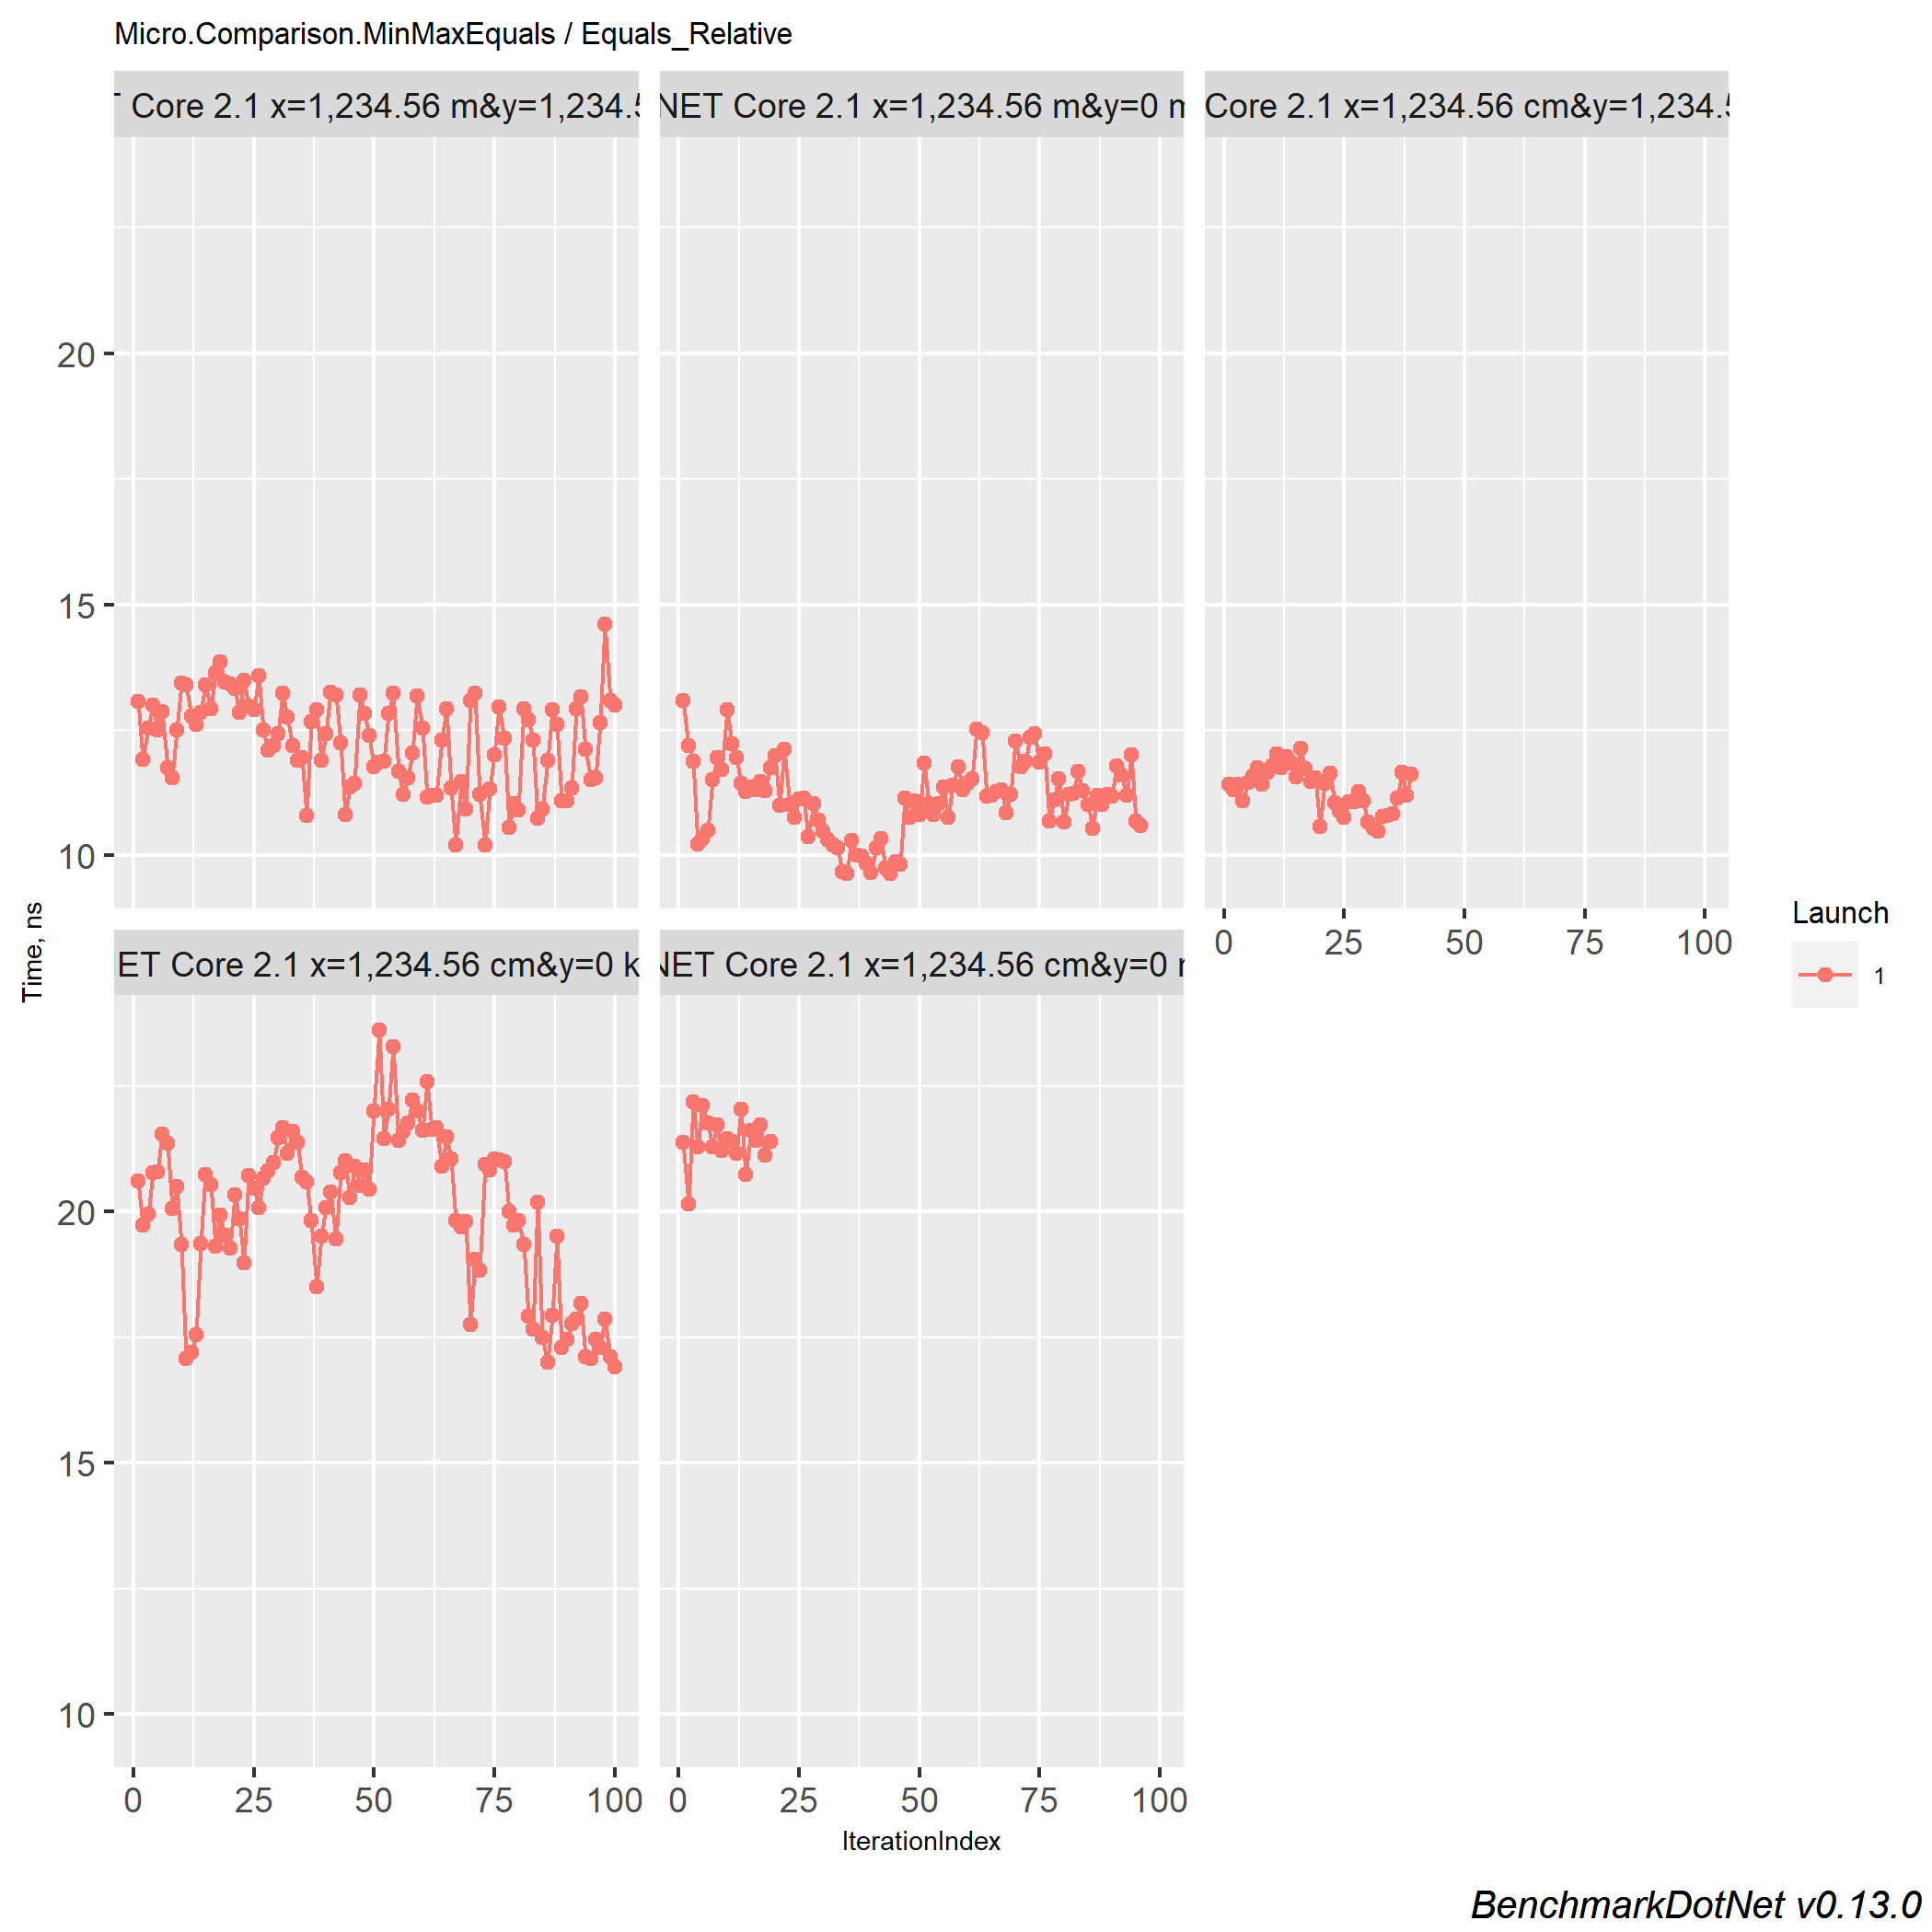 Micro.Comparison.MinMaxEquals / Equals_Relative
Core 2.1 x=1,234.56 m&y=1,234.5
NET Core 2.1 x=1,234.56 m&y=0 m
Core 2.1 x=1,234.56 cm&y=1,234.5
20
15
10
0 25 50 75 100
Time, ns
Launch
1
ET Core 2.1 x=1,234.56 cm&y=0 k
NET Core 2.1 x=1,234.56 cm&y=0
20
15
10
0 25 50 75 100
0 25 50 75 100
IterationIndex
BenchmarkDotNet v0.13.0